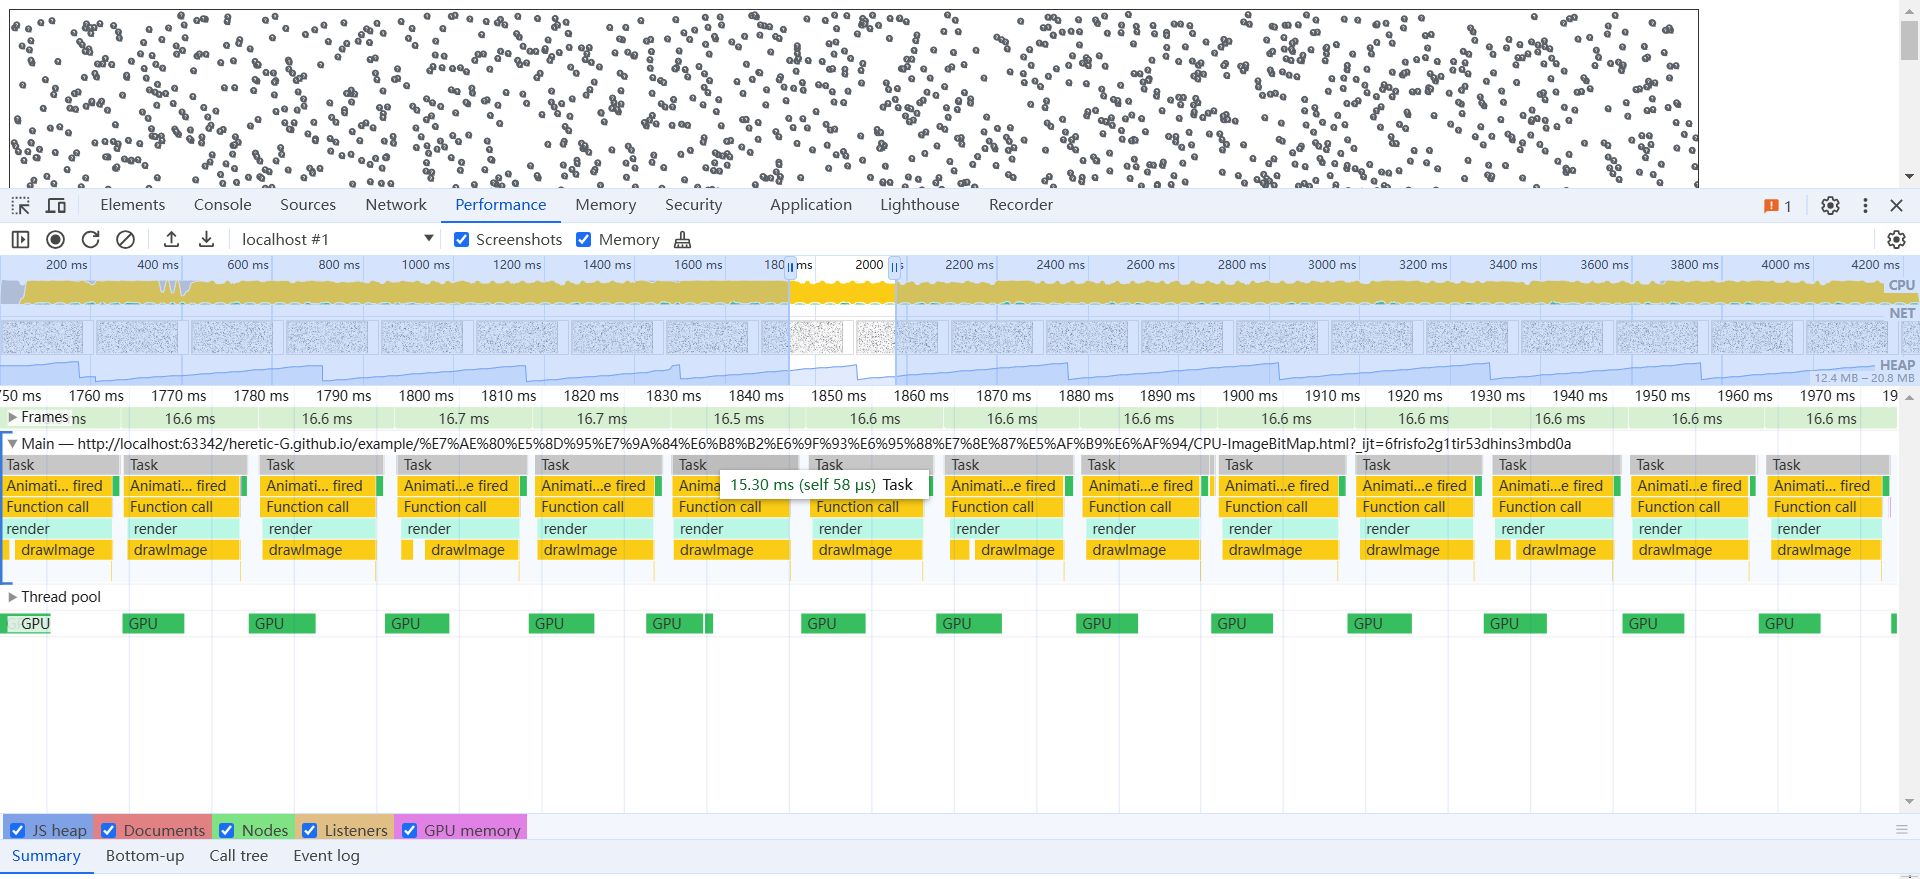 Elements Console Sources Network Performance Memory Security Application Lighthouse Recorder 1
localhost #1 Screenshots Memory
200 ms 400 ms 600 ms 800 ms 1000 ms 1200 ms 1400 ms 1600 ms 2000 2200 ms 2400 ms 2600 ms 2800 ms 3000 ms 3200 ms 3400 ms 3600 ms 3800 ms 4000 ms 4200 ms
CPU
NET
HEAP
12.4 MB – 20.8 MB
750 ms 1760 ms 1770 ms 1780 ms 1790 ms 1800 ms 1810 ms 1820 ms 1830 ms 1840 ms 1850 ms 1860 ms 1870 ms 1880 ms 1890 ms 1900 ms 1910 ms 1920 ms 1930 ms 1940 ms 1950 ms 1960 ms 1970 ms 19
Frames ms 16.6 ms 16.6 ms 16.7 ms 16.7 ms 16.5 ms 16.6 ms 16.6 ms 16.6 ms 16.6 ms 16.6 ms 16.6 ms 16.6 ms 16.6 ms
Main — http://localhost:63342/heretic-G.github.io/example/%E7%AE%80%E5%8D%95%E7%9A%84%E6%B8%B2%E6%9F%93%E6%95%88%E7%8E%87%E5%AF%B9%E6%AF%94/CPU-ImageBitMap.html?_ijt=6frisfo2g1tir53dhins3mbd0a
Task Task Task Task Task Task Task Task Task Task Task Task Task Task
Animati... fired Animati... fired Animati...e fired Animati...e fired Animati...e fired Anima 15.30 ms (self 58 μs) Task Animati...e fired Animati...e fired Animati...e fired Animati...e fired Animati...e fired Animati...e fired Animati...e fired
Function call Function call Function call Function call Function call Function call Function call Function call Function call Function call Function call Function call Function call Function call
render render render render render render render render render render render render render render
drawImage drawImage drawImage drawImage drawImage drawImage drawImage drawImage drawImage drawImage drawImage drawImage drawImage drawImage
Thread pool
GPU GPU GPU GPU GPU GPU GPU GPU GPU GPU GPU GPU GPU GPU
JS heap Documents Nodes Listeners GPU memory
Summary Bottom-up Call tree Event log